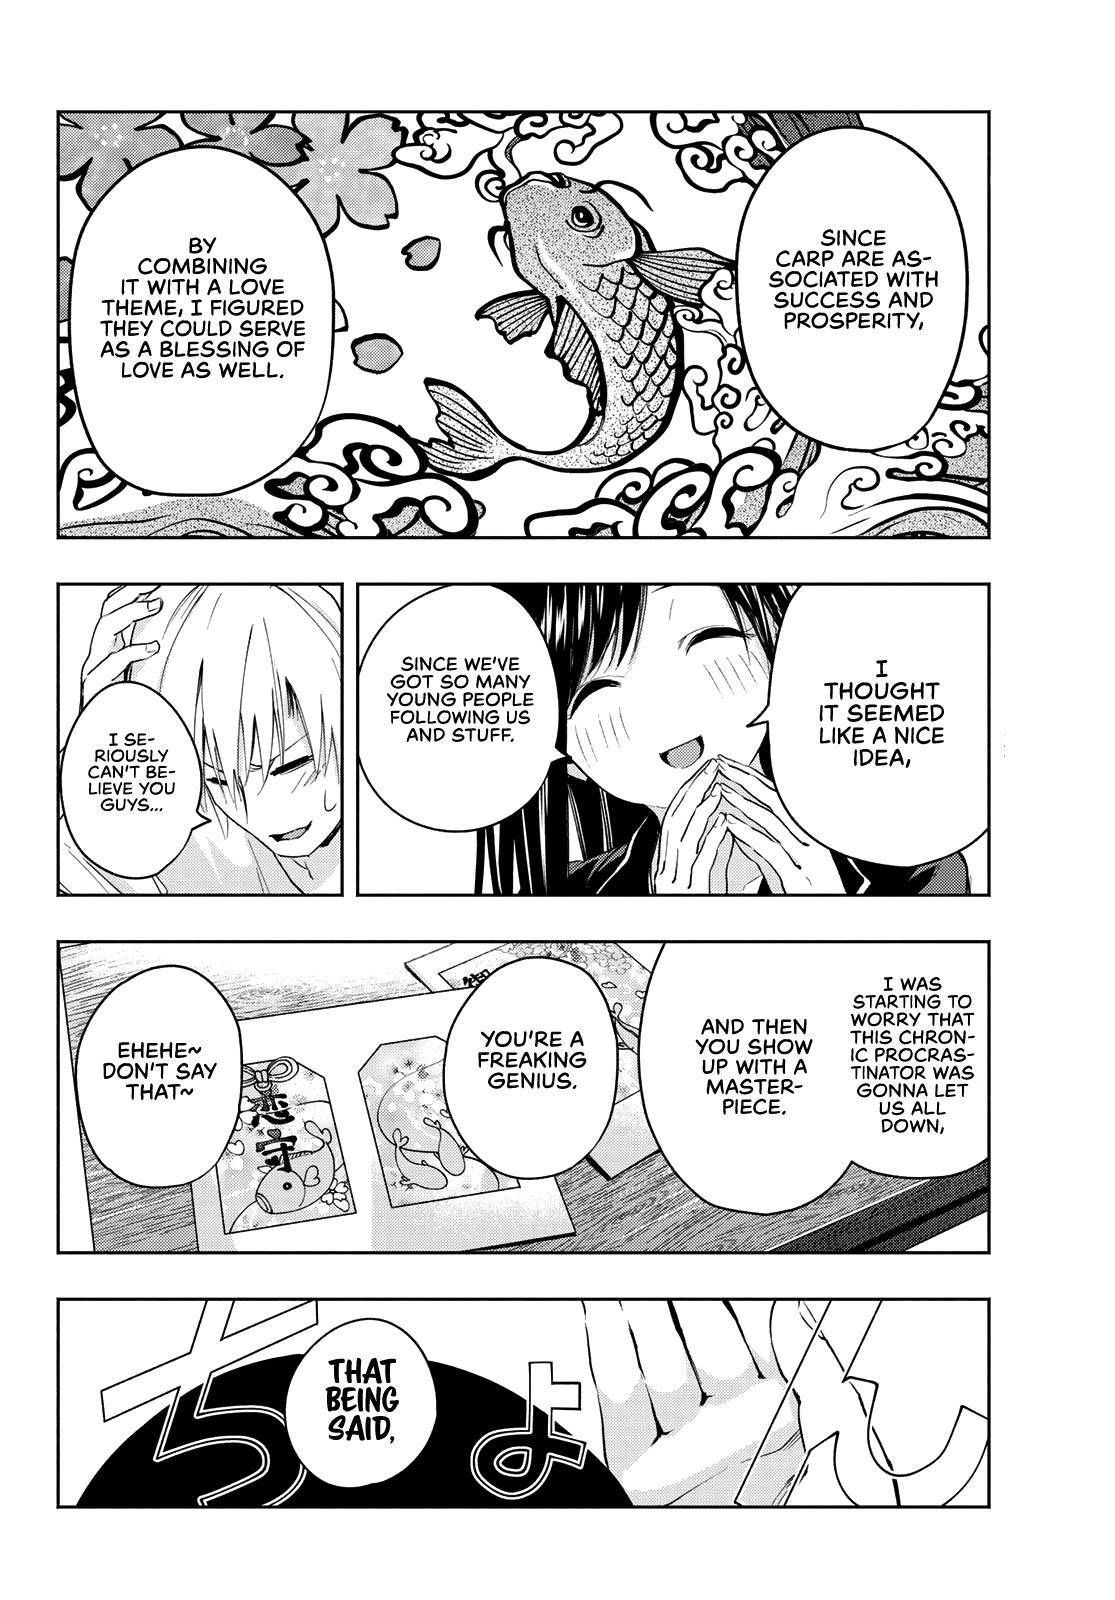 SINCE
CARP ARE AS-
SOCIATED WITH
SUCCESS AND
PROSPERITY,
BY
COMBINING
IT WITH A LOVE
THEME, I FIGURED
THEY COULD SERVE
AS A BLESSING OF
LOVE AS WELL.
I
THOUGHT
IT SEEMED
LIKE A NICE
IDEA,
SINCE WE'VE
GOT SO MANY
YOUNG PEOPLE
FOLLOWING US
AND STUFF.
I SE-
RIOUSLY
CAN'T BE-
LIEVE YOU
GUYS...
I WAS
STARTING TO
WORRY THAT
THIS CHRON-
IC PROCRAS-
TINATOR WAS
GONNA LET
US ALL
DOWN,
AND THEN
YOU SHOW
UP WITH A
MASTER-
PIECE.
YOU'RE A
FREAKING
GENIUS.
EHEHE~
DON'T SAY
THAT~
恋守
THAT
BEING
SAID,
ちょ